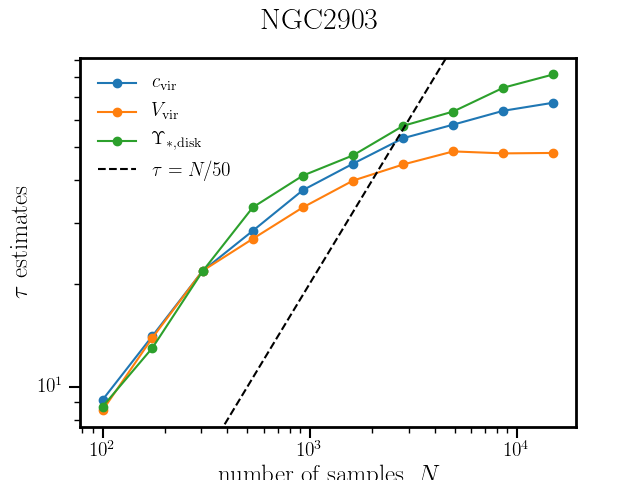 NGC2903
c_vir
V_vir
Υ_*,disk
τ = N/50
τ estimates
10^1
10^2
10^3
10^4
number of samples, N